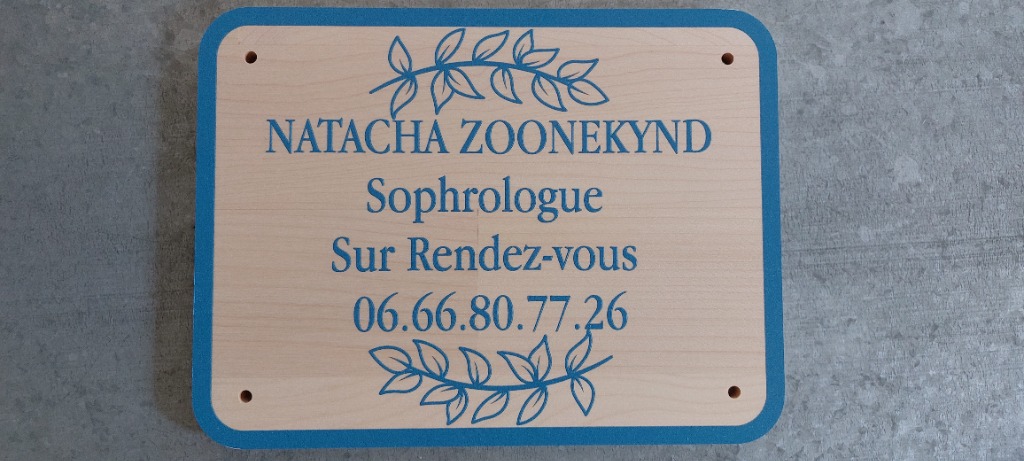 NATACHA ZOONEKYND
Sophrologue
Sur Rendez-vous
06.66.80.77.26